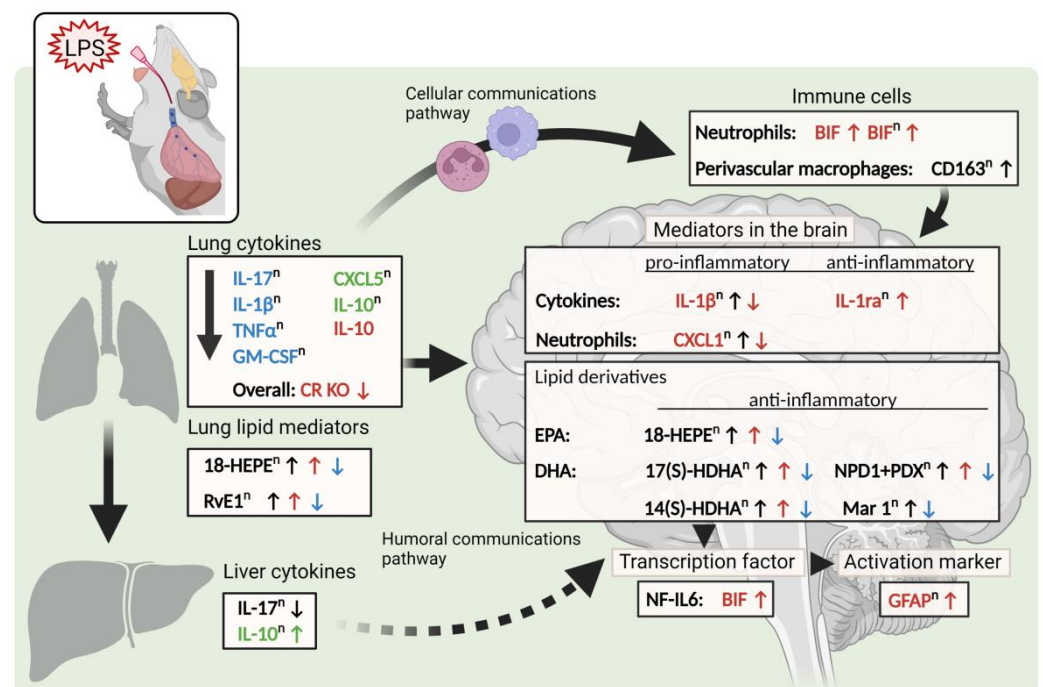 LPS
Cellular communications
pathway
Immune cells
Neutrophils: BIF ↑ BIFⁿ ↑
Perivascular macrophages: CD163ⁿ ↑
Lung cytokines
IL-17ⁿ CXCL5ⁿ
IL-1βⁿ IL-10ⁿ
TNFαⁿ IL-10
GM-CSFⁿ
Overall: CR KO ↓
Mediators in the brain
pro-inflammatory anti-inflammatory
Cytokines: IL-1βⁿ ↑ ↓ IL-1raⁿ ↑
Neutrophils: CXCL1ⁿ ↑ ↓
Lipid derivatives
anti-inflammatory
EPA: 18-HEPEⁿ ↑ ↑ ↓
DHA: 17(S)-HDHAⁿ ↑ ↑ ↓ NPD1+PDXⁿ ↑ ↑ ↓
14(S)-HDHAⁿ ↑ ↑ ↓ Mar 1ⁿ ↑ ↓
Lung lipid mediators
18-HEPEⁿ ↑ ↑ ↓
RvE1ⁿ ↑ ↑ ↓
Humoral communications
pathway
Liver cytokines
IL-17ⁿ ↓
IL-10ⁿ ↑
Transcription factor
NF-IL6: BIF ↑
Activation marker
GFAPⁿ ↑